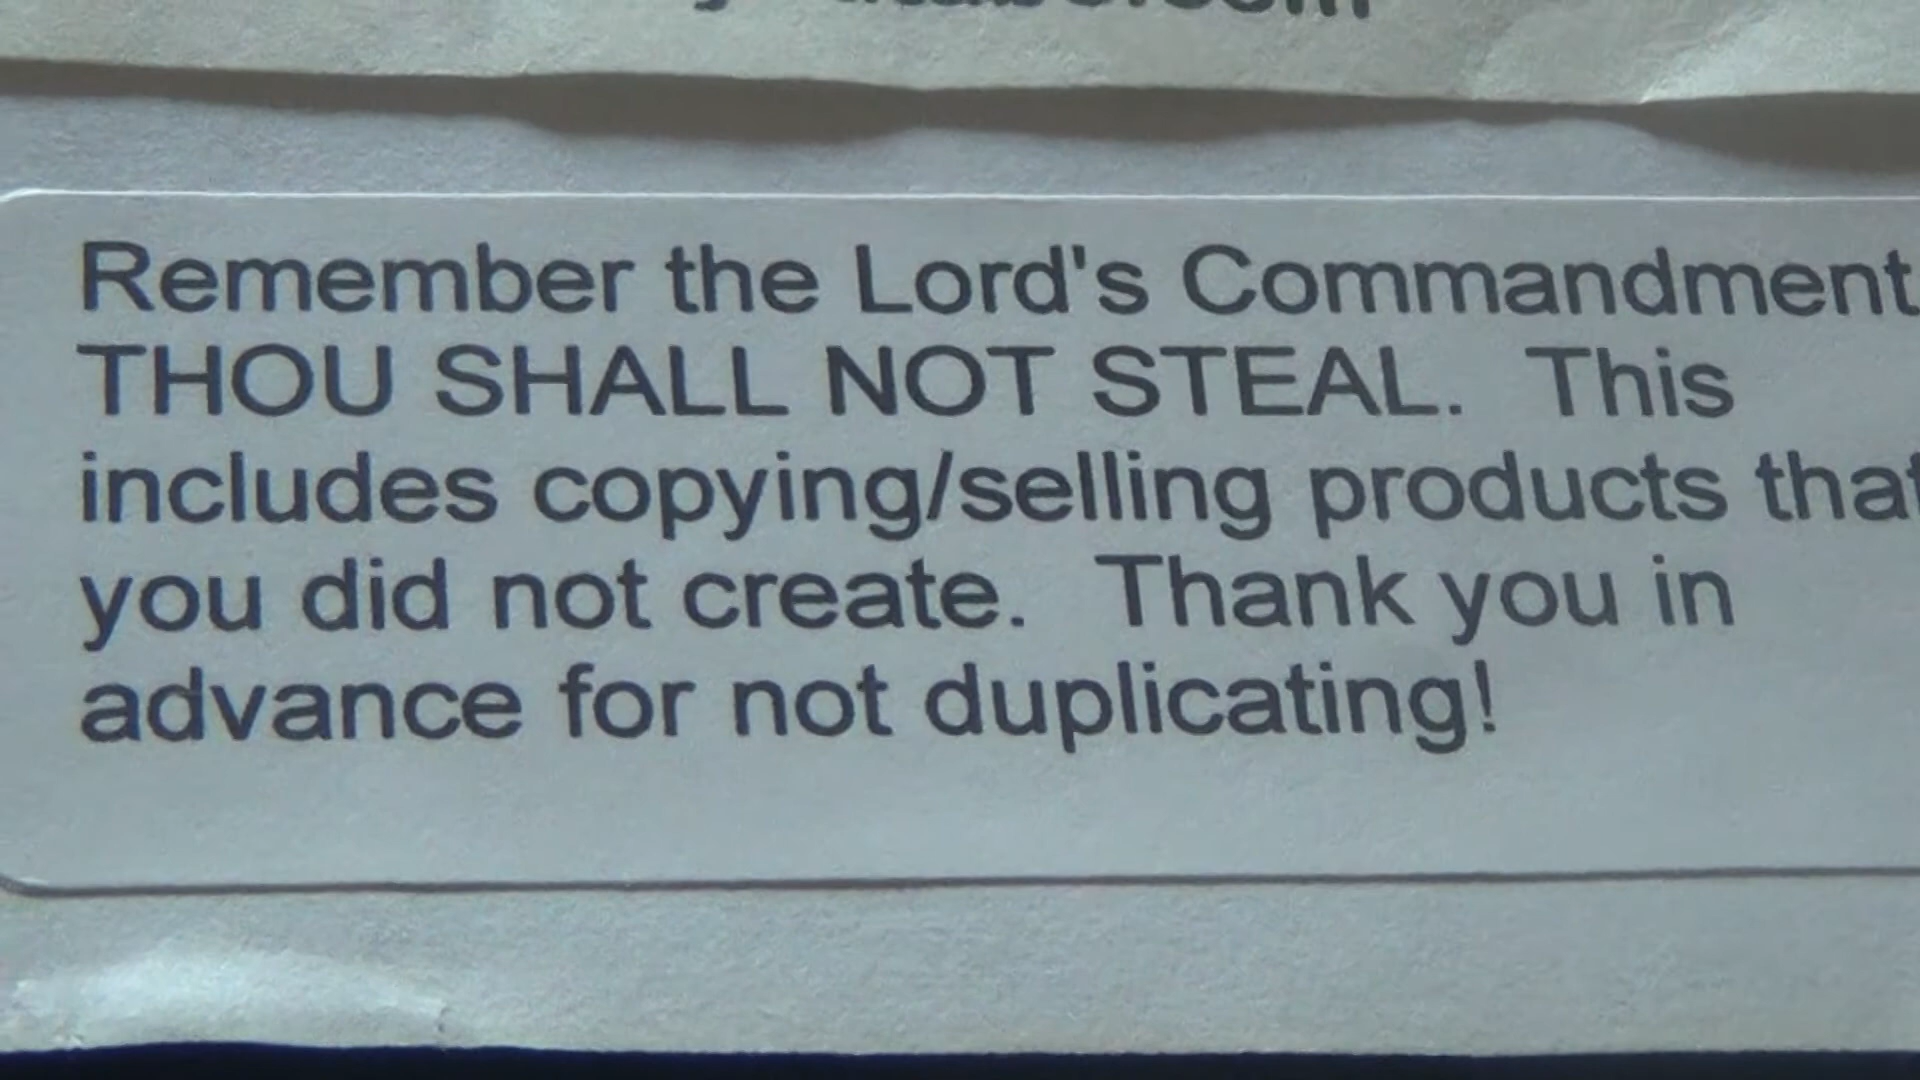 Remember the Lord's Commandment
THOU SHALL NOT STEAL.  This
includes copying/selling products that
you did not create.  Thank you in
advance for not duplicating!